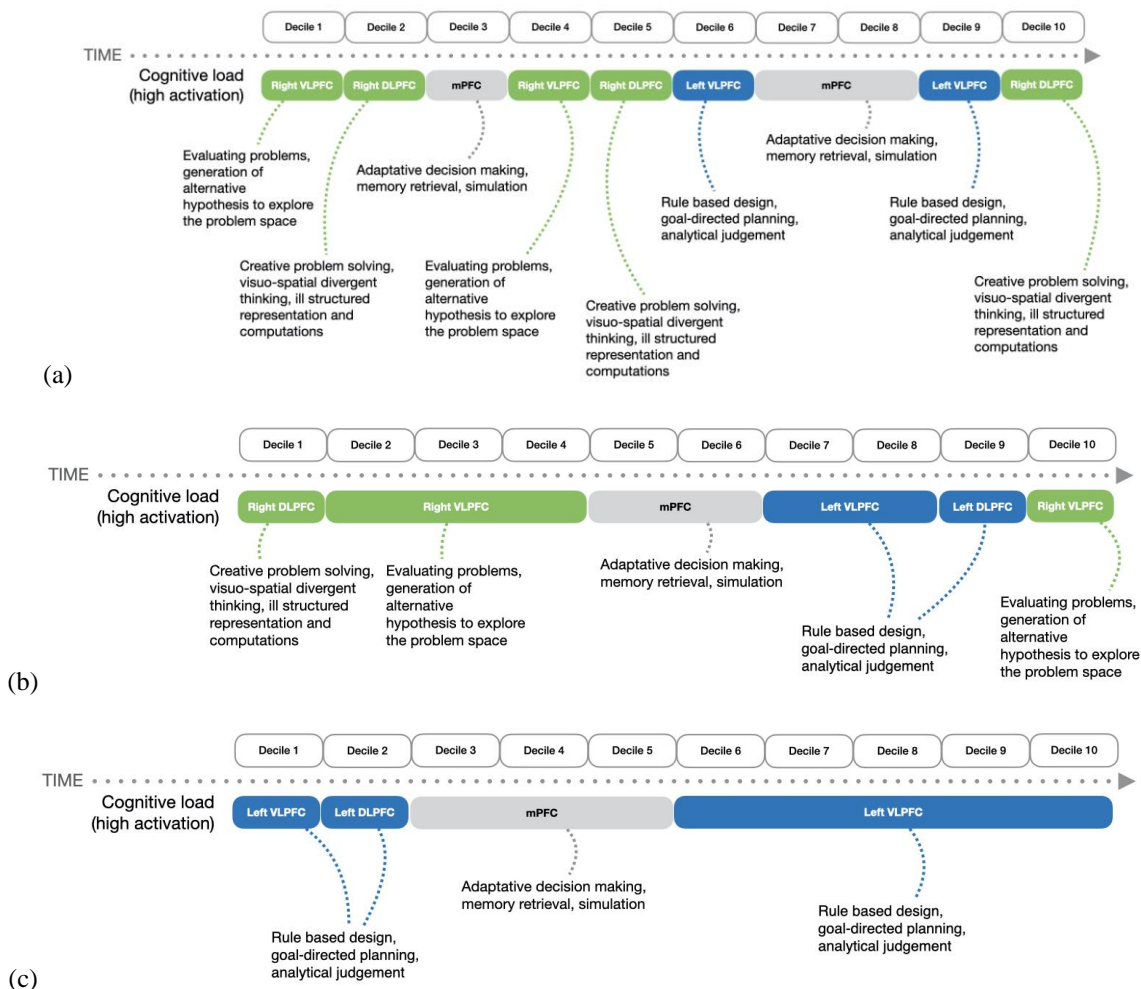 Decile 1 Decile 2 Decile 3 Decile 4 Decile 5 Decile 6 Decile 7 Decile 8 Decile 9 Decile 10
TIME
Cognitive load
(high activation)
Right VLPFC Right DLPFC mPFC Right VLPFC Right DLPFC Left VLPFC mPFC Left VLPFC Right DLPFC
Evaluating problems,
generation of
alternative
hypothesis to explore
the problem space
Creative problem solving,
visuo-spatial divergent
thinking, ill structured
representation and
computations
Adaptative decision making,
memory retrieval, simulation
Evaluating problems,
generation of
alternative
hypothesis to explore
the problem space
Creative problem solving,
visuo-spatial divergent
thinking, ill structured
representation and
computations
Rule based design,
goal-directed planning,
analytical judgement
Adaptative decision making,
memory retrieval, simulation
Rule based design,
goal-directed planning,
analytical judgement
Creative problem solving,
visuo-spatial divergent
thinking, ill structured
representation and
computations
(a)
Decile 1 Decile 2 Decile 3 Decile 4 Decile 5 Decile 6 Decile 7 Decile 8 Decile 9 Decile 10
TIME
Cognitive load
(high activation)
Right DLPFC Right VLPFC mPFC Left VLPFC Left DLPFC Right VLPFC
Creative problem solving,
visuo-spatial divergent
thinking, ill structured
representation and
computations
Evaluating problems,
generation of
alternative
hypothesis to explore
the problem space
Adaptative decision making,
memory retrieval, simulation
Rule based design,
goal-directed planning,
analytical judgement
Evaluating problems,
generation of
alternative
hypothesis to explore
the problem space
(b)
Decile 1 Decile 2 Decile 3 Decile 4 Decile 5 Decile 6 Decile 7 Decile 8 Decile 9 Decile 10
TIME
Cognitive load
(high activation)
Left VLPFC Left DLPFC mPFC Left VLPFC
Rule based design,
goal-directed planning,
analytical judgement
Adaptative decision making,
memory retrieval, simulation
Rule based design,
goal-directed planning,
analytical judgement
(c)